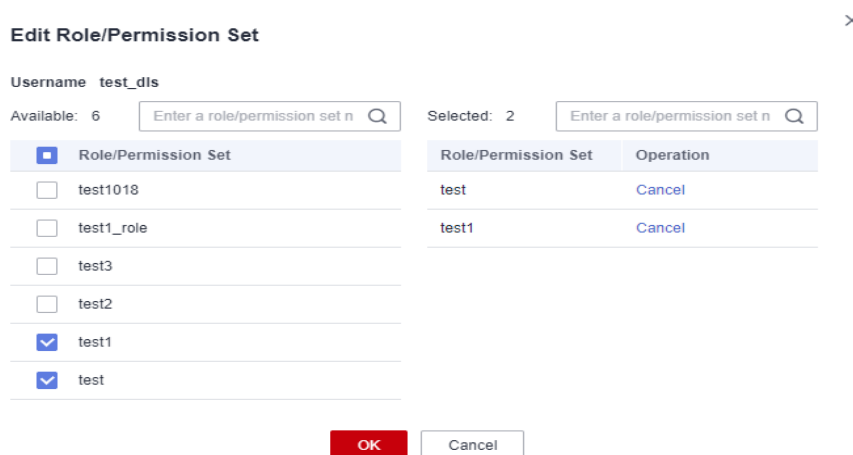 Edit Role/Permission Set
Username test_dls
Available: 6
Enter a role/permission set n
Selected: 2
Enter a role/permission set n
Role/Permission Set
Role/Permission Set Operation
test1018
test Cancel
test1_role
test1 Cancel
test3
test2
test1
test
OK Cancel